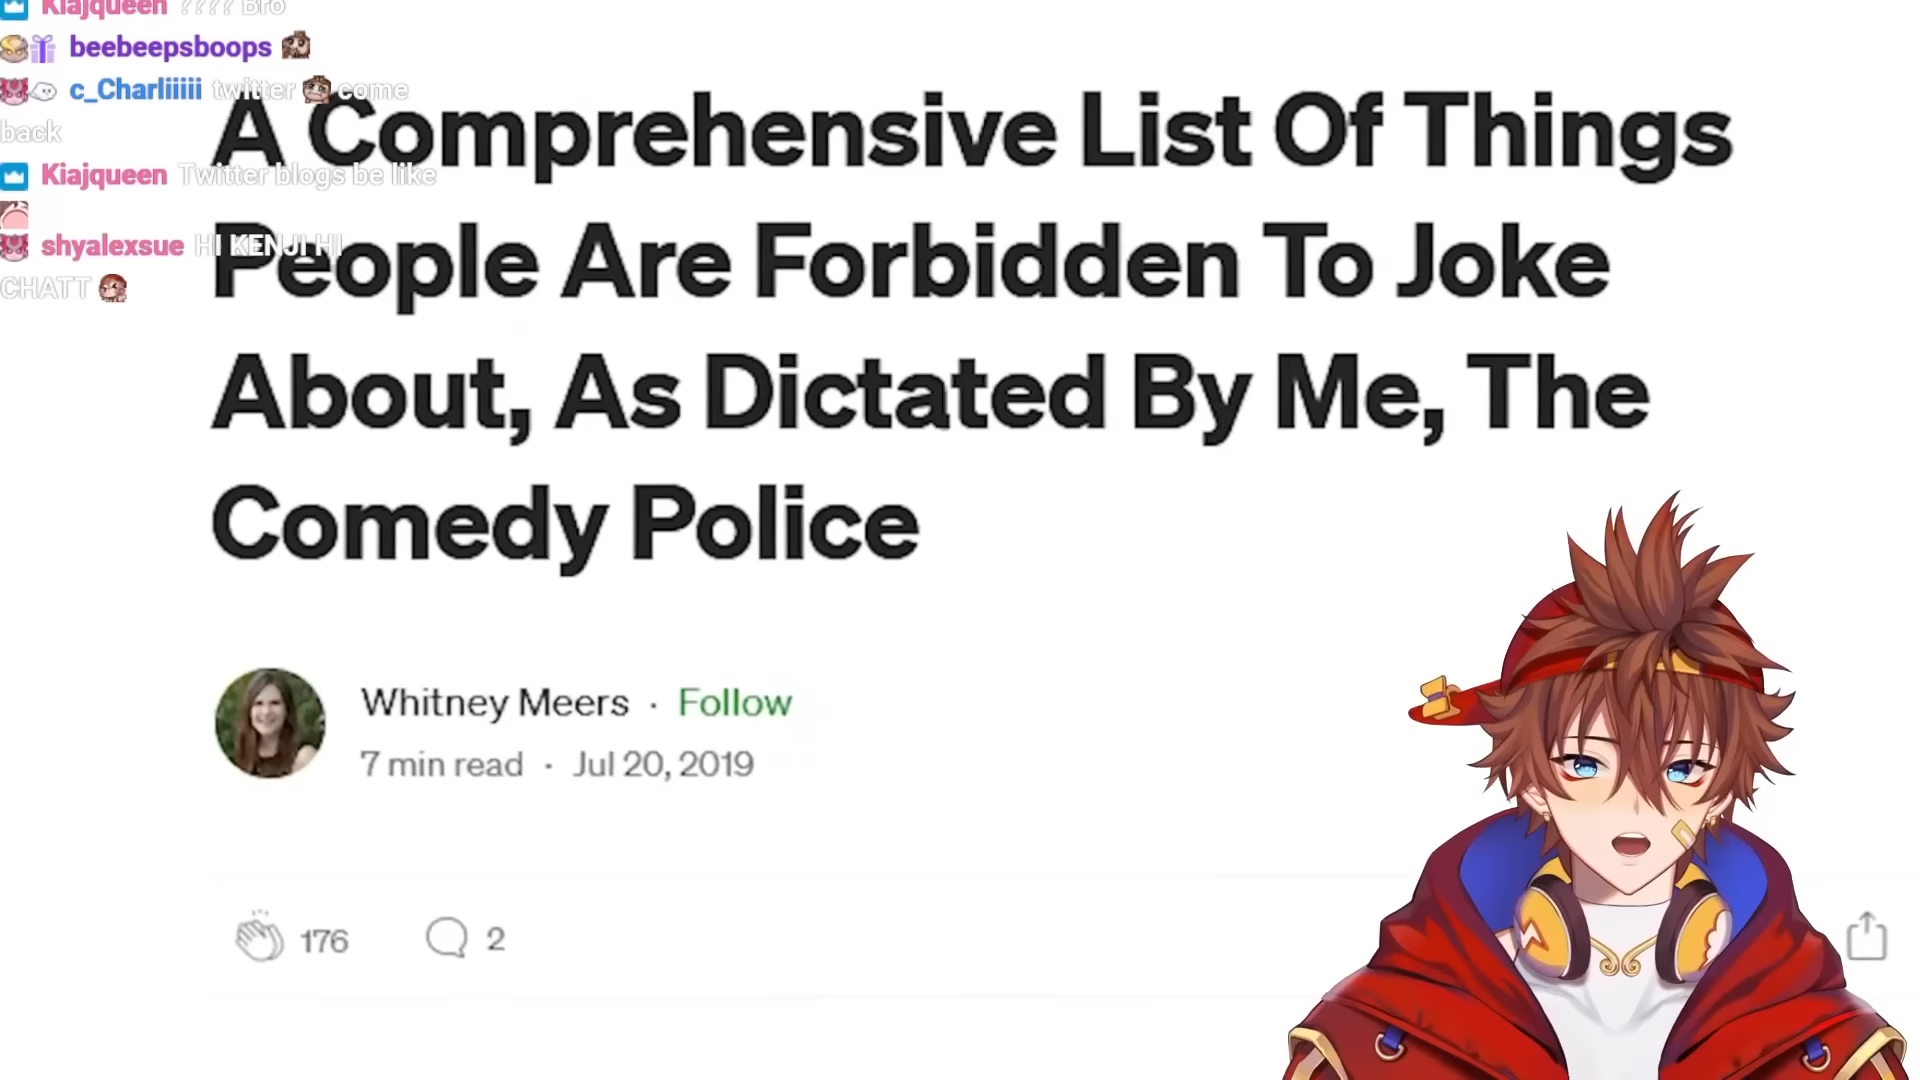 Kiajqueen ???? Bro
beebeepsboops
c_Charliiiiii twitter come
back
Kiajqueen Twitter blogs be like
shyalexsue HI KENJI HI
CHATT
A Comprehensive List Of Things
People Are Forbidden To Joke
About, As Dictated By Me, The
Comedy Police
Whitney Meers · Follow
7 min read · Jul 20, 2019
176 2